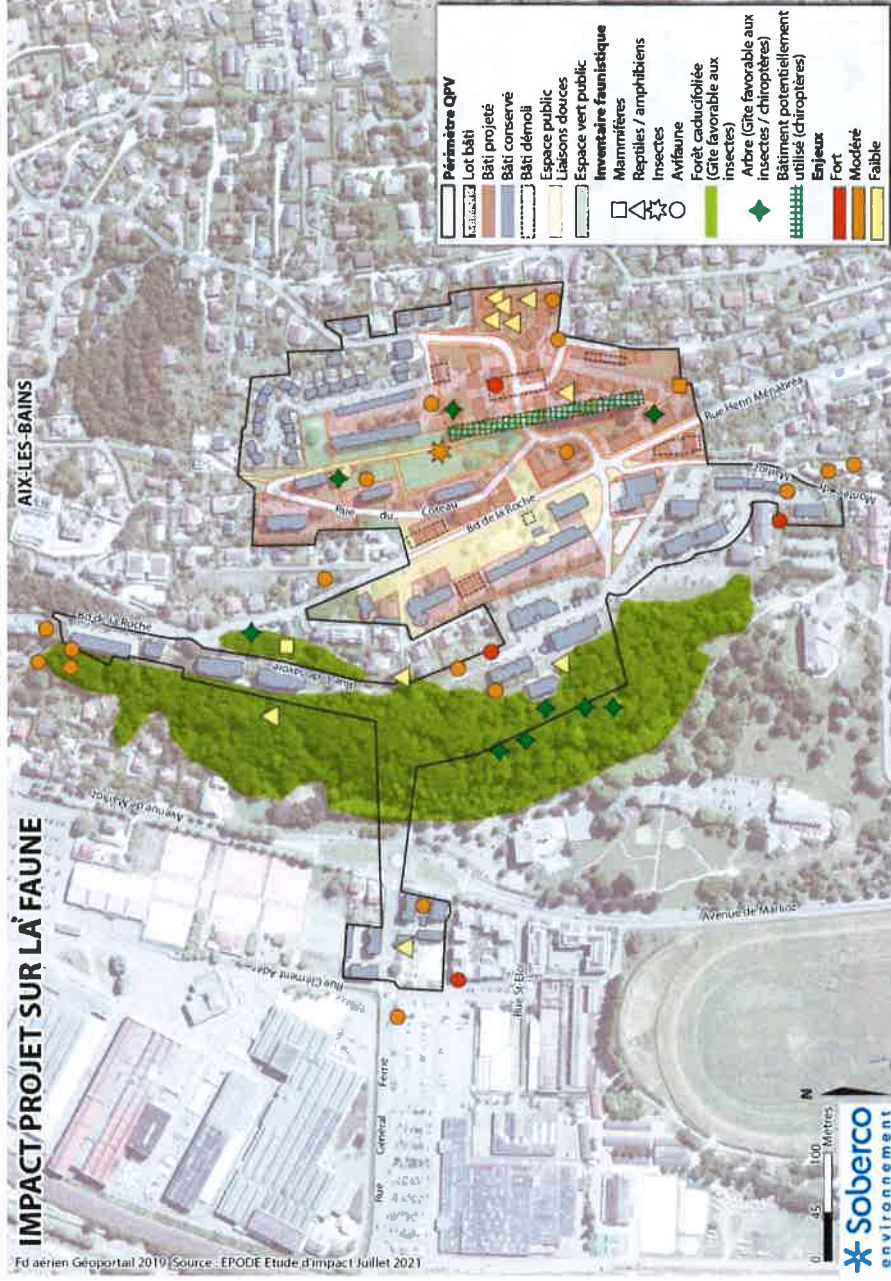 IMPACT PROJET SUR LA FAUNE
AIX-LES-BAINS
Avenue de Marlioz
Bd de la Roche
Rue du Coteau
Bd de la Roche
Rue Henri Ménabréa
Rue Clément Ader
Rue St-Eloi
Rue Général Ferrié
Avenue de Marlioz
Périmètre QPV
Lot bâti
Bâti projeté
Bâti conservé
Bâti démoli
Espace public
Liaisons douces
Espace vert public
Inventaire faunistique
Mammifères
Reptiles / amphibiens
Insectes
Avifaune
Forêt caducifoliée
(Gîte favorable aux
insectes)
Arbre (Gîte favorable aux
insectes / chiroptères)
Bâtiment potentiellement
utilisé (chiroptères)
Enjeux
Fort
Modéré
Faible
N
0 45 100
Mètres
Soberco
environnement
Fd aérien Géoportail 2019 Source : EPODE Etude d'impact Juillet 2021